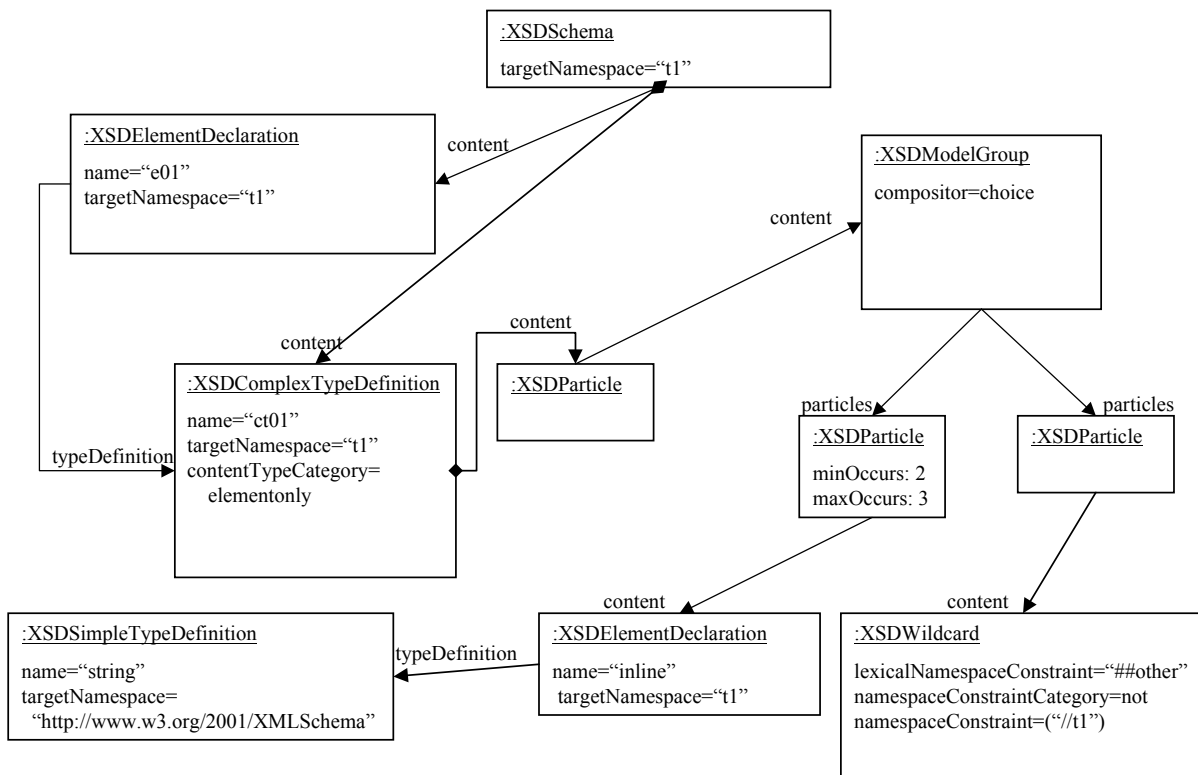 :XSDSchema
targetNamespace=“t1”
:XSDElementDeclaration
name=“e01”
targetNamespace=“t1”
content
:XSDModelGroup
compositor=choice
content
content
content
:XSDComplexTypeDefinition
name=“ct01”
targetNamespace=“t1”
contentTypeCategory=
elementonly
:XSDParticle
typeDefinition
particles
:XSDParticle
minOccurs: 2
maxOccurs: 3
particles
:XSDParticle
content
content
:XSDSimpleTypeDefinition
name=“string”
targetNamespace=
“http://www.w3.org/2001/XMLSchema”
typeDefinition
:XSDElementDeclaration
name=“inline”
targetNamespace=“t1”
:XSDWildcard
lexicalNamespaceConstraint=“##other”
namespaceConstraintCategory=not
namespaceConstraint=(“//t1”)